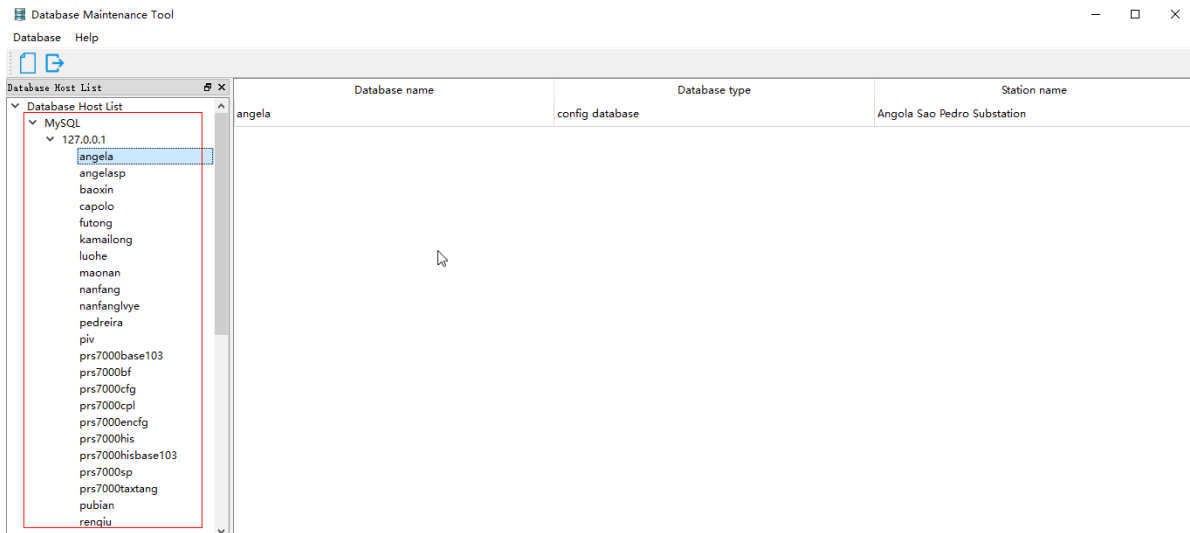 Database Maintenance Tool
Database Help
Database Host List
Database name Database type Station name
angela config database Angola Sao Pedro Substation
Database Host List
MySQL
127.0.0.1
angela
angelasp
baoxin
capolo
futong
kamailong
luohe
maonan
nanfang
nanfanglvye
pedreira
piv
prs7000base103
prs7000bf
prs7000cfg
prs7000cpl
prs7000encfg
prs7000his
prs7000hisbase103
prs7000sp
prs7000taxtang
pubian
renqiu